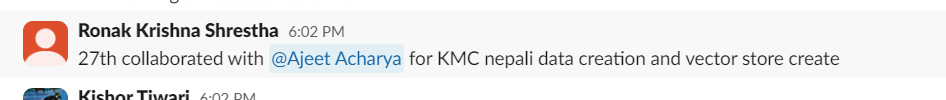 Ronak Krishna Shrestha 6:02 PM
27th collaborated with @Ajeet Acharya for KMC nepali data creation and vector store create
Kishor Tiwari 6:02 PM